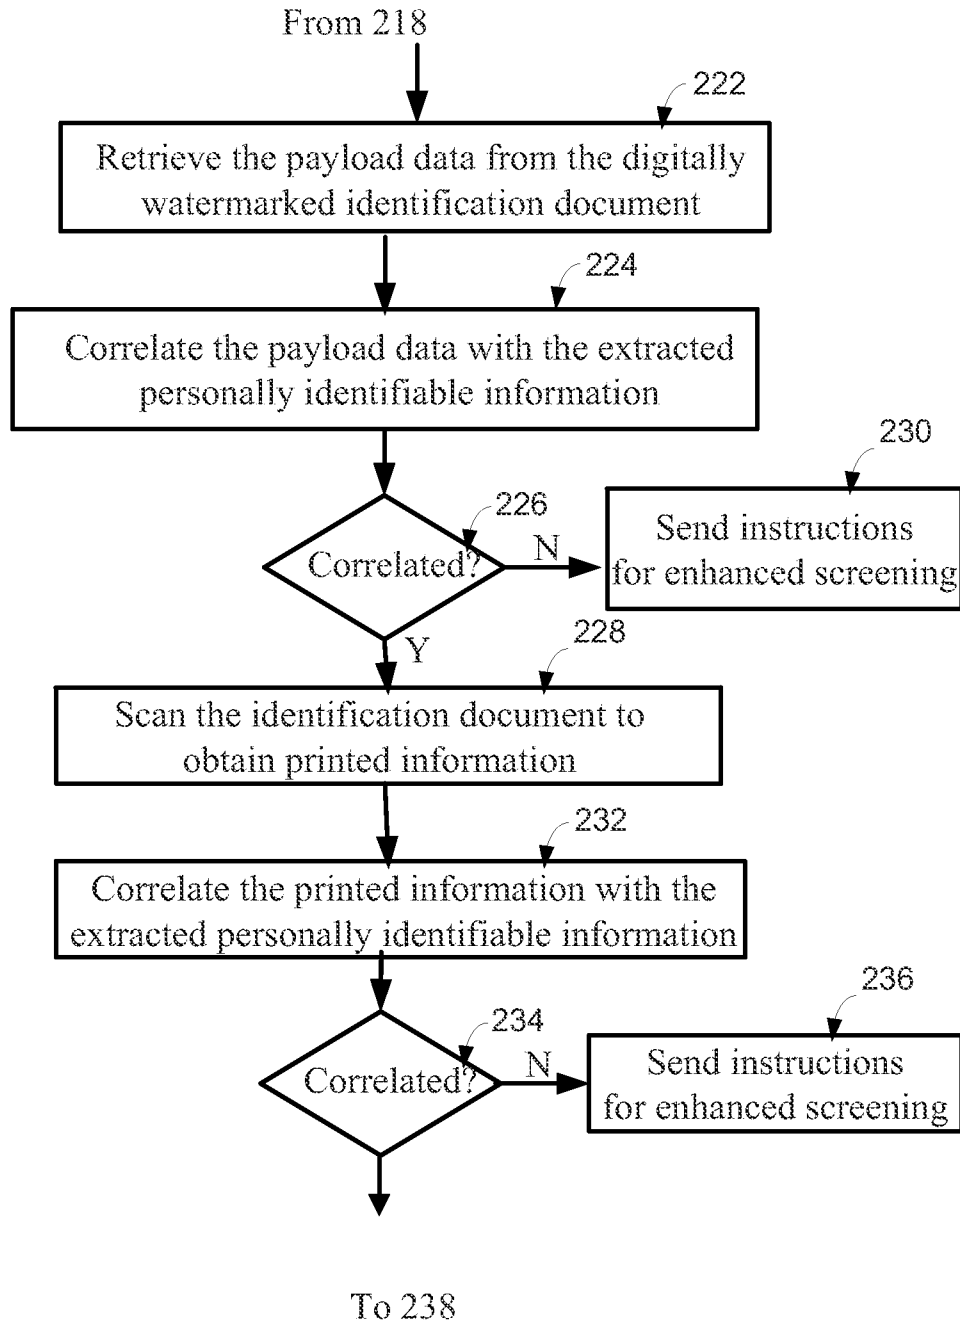 From 218
222
Retrieve the payload data from the digitally
watermarked identification document
224
Correlate the payload data with the extracted
personally identifiable information
230
226
Send instructions
for enhanced screening
Correlated?
N
Y
228
Scan the identification document to
obtain printed information
232
Correlate the printed information with the
extracted personally identifiable information
236
234
Send instructions
for enhanced screening
Correlated?
N
To 238